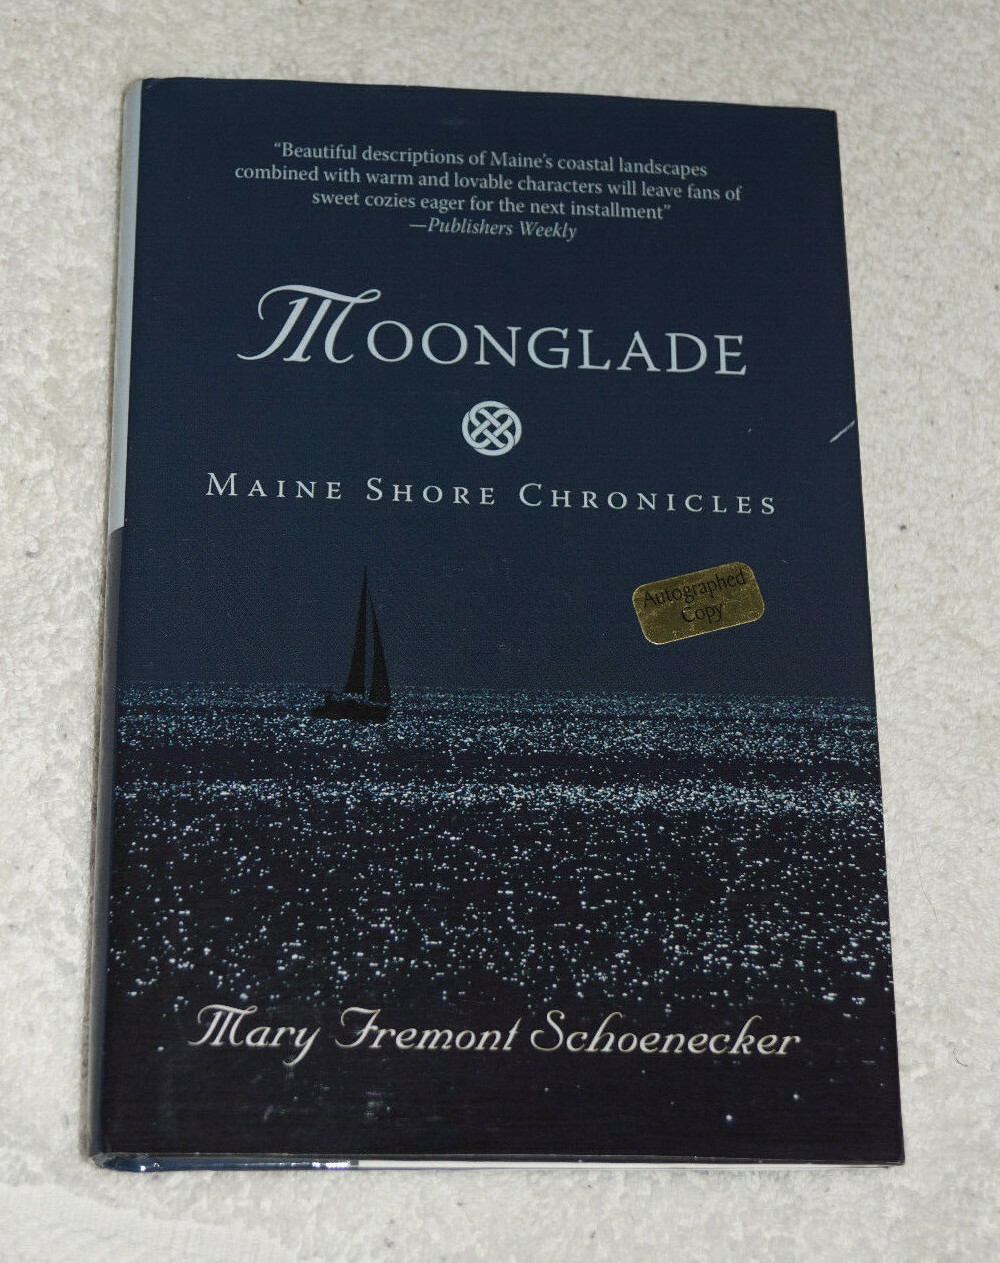 “Beautiful descriptions of Maine’s coastal landscapes
combined with warm and lovable characters will leave fans of
sweet cozies eager for the next installment”
—Publishers Weekly
MOONGLADE
MAINE SHORE CHRONICLES
Autographed
Copy
Mary Fremont Schoenecker